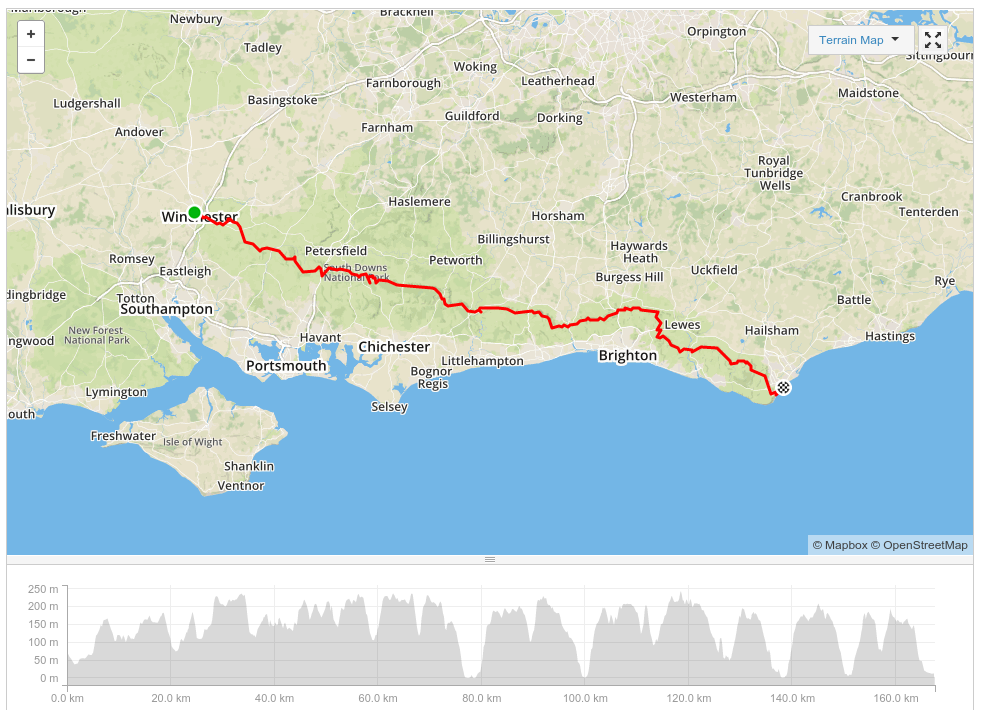 Marlborough
Newbury
Bracknell
Orpington
Terrain Map
+
-
Tadley
Woking
Leatherhead
Sittingbourn
Ludgershall
Basingstoke
Farnborough
Westerham
Maidstone
Andover
Farnham
Guildford
Dorking
Royal
Tunbridge
Wells
alisbury
Winchester
Haslemere
Horsham
Cranbrook
Tenterden
Romsey
Eastleigh
Petersfield
South Downs
National Park
Petworth
Billingshurst
Haywards
Heath
Burgess Hill
Uckfield
Rye
dingbridge
Totton
Southampton
Battle
New Forest
National Park
ngwood
Havant
Chichester
Littlehampton
Brighton
Lewes
Hailsham
Hastings
Portsmouth
Bognor
Regis
Lymington
Selsey
outh
Freshwater
Isle of Wight
Shanklin
Ventnor
© Mapbox © OpenStreetMap
250 m
200 m
150 m
100 m
50 m
0 m
0.0 km 20.0 km 40.0 km 60.0 km 80.0 km 100.0 km 120.0 km 140.0 km 160.0 km